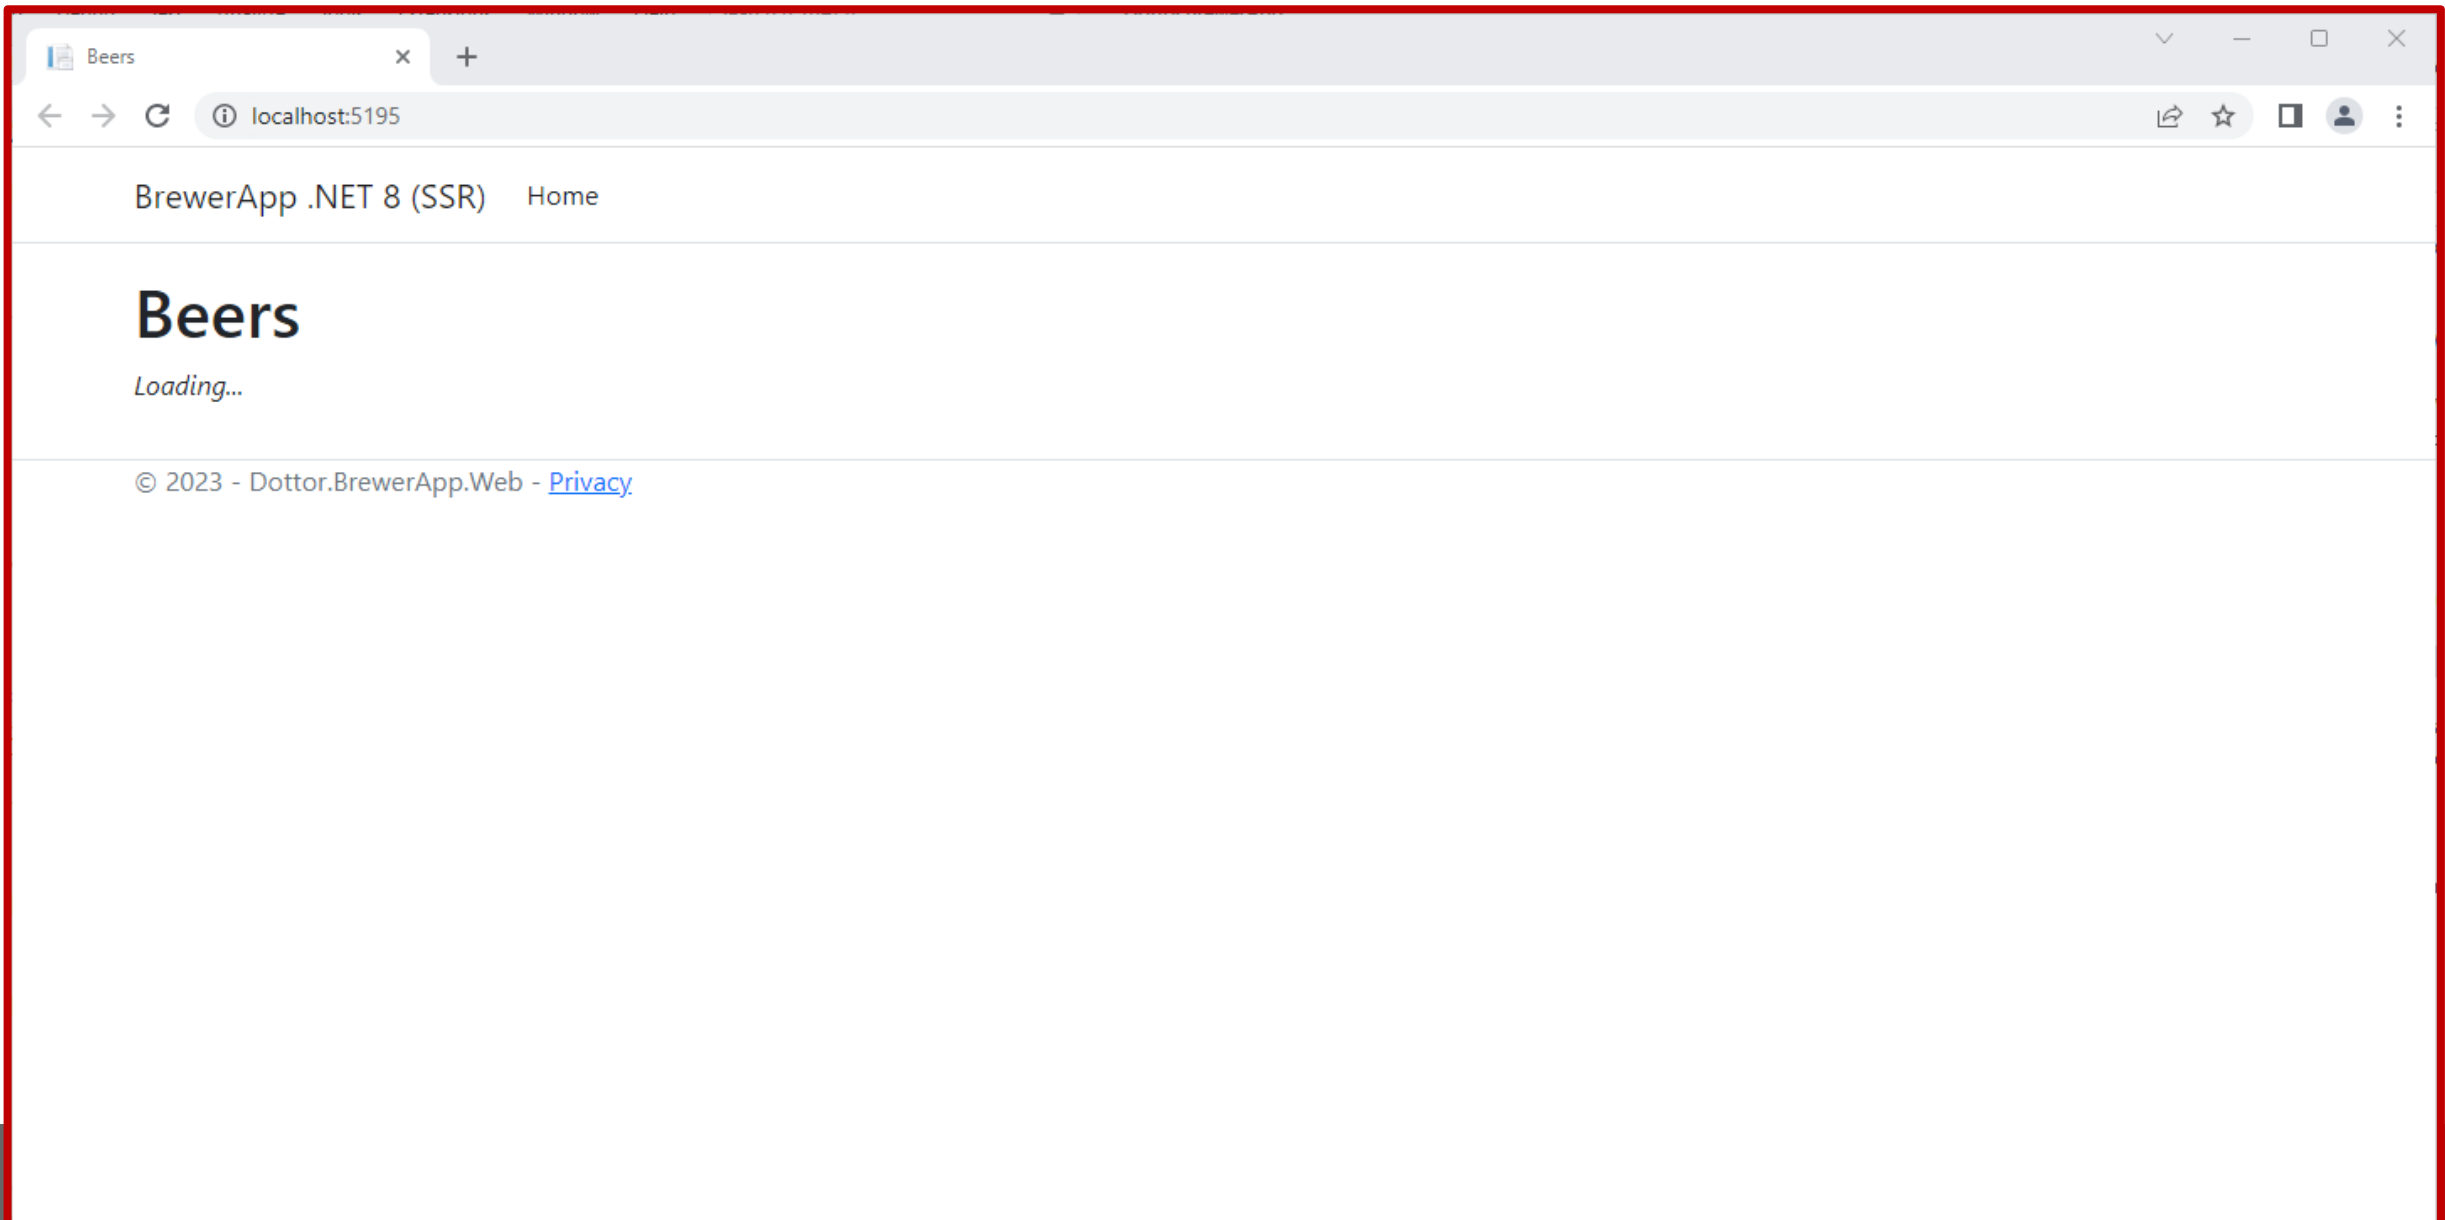 Beers
localhost:5195
BrewerApp .NET 8 (SSR) Home
Beers
Loading...
© 2023 - Dottor.BrewerApp.Web - Privacy